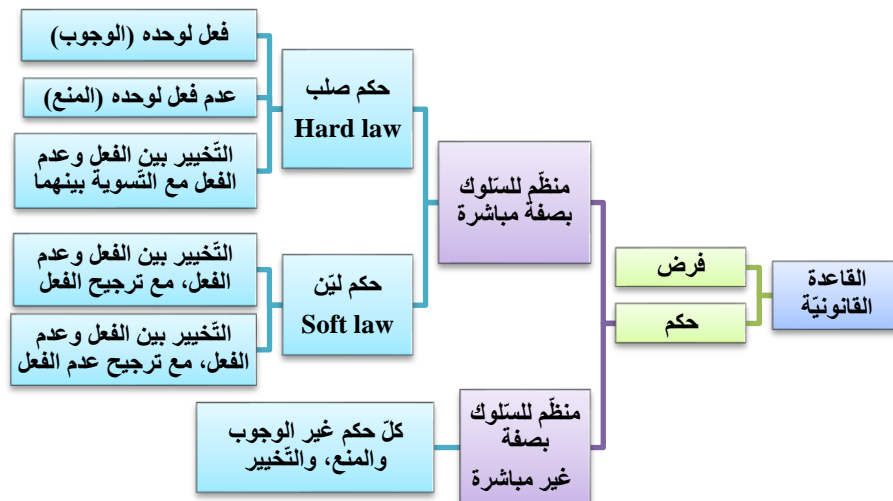 القاعدة
القانونيّة
فرض
حكم
منظّم للسّلوك
بصفة مباشرة
حكم صلب
Hard law
فعل لوحده (الوجوب)
عدم فعل لوحده (المنع)
التّخيير بين الفعل وعدم
الفعل مع التّسوية بينهما
حكم ليّن
Soft law
التّخيير بين الفعل وعدم
الفعل، مع ترجيح الفعل
التّخيير بين الفعل وعدم
الفعل، مع ترجيح عدم الفعل
منظّم للسّلوك
بصفة
غير مباشرة
كلّ حكم غير الوجوب
والمنع، والتّخيير